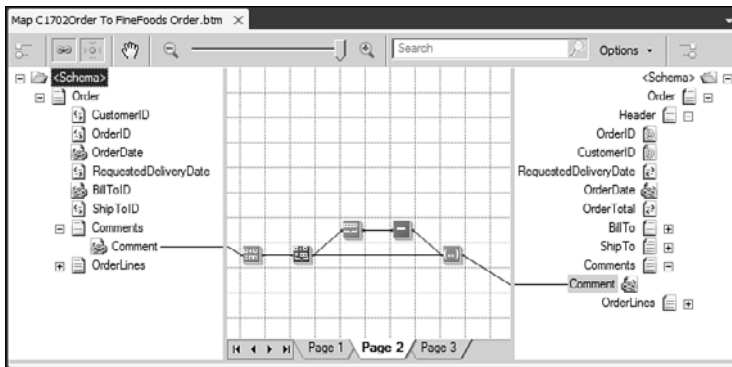 Map C1702Order To FineFoods Order.btm ×
Search
Options
<Schema>
Order
CustomerID
OrderID
OrderDate
RequestedDeliveryDate
BillToID
ShipToID
Comments
Comment
OrderLines
<Schema>
Order
Header
OrderID
CustomerID
RequestedDeliveryDate
OrderDate
OrderTotal
BillTo
ShipTo
Comments
Comment
OrderLines
Page 1
Page 2
Page 3